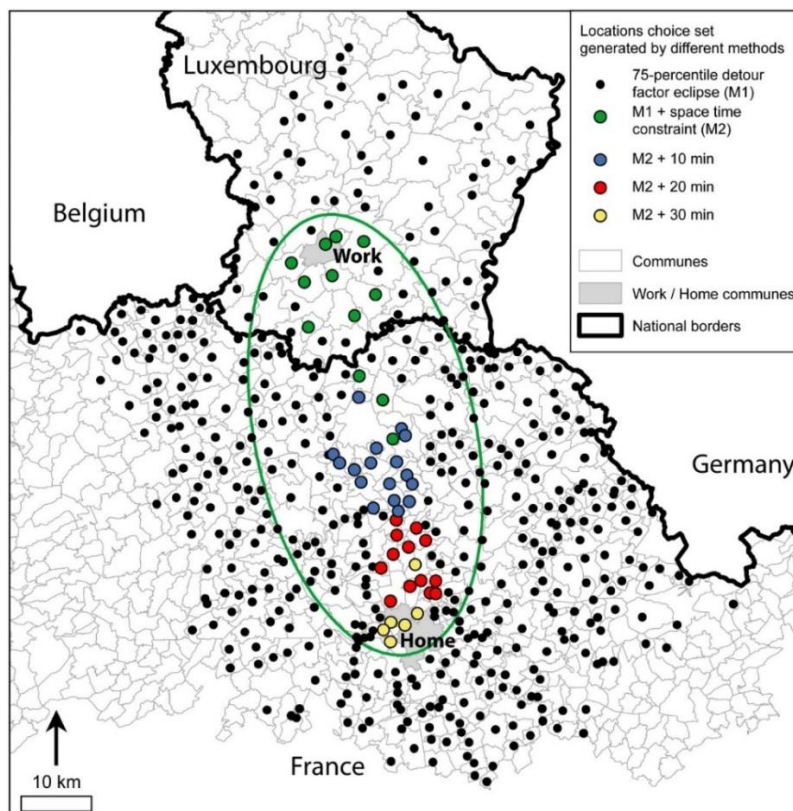 Locations choice set
generated by different methods
75-percentile detour
factor eclipse (M1)
M1 + space time
constraint (M2)
M2 + 10 min
M2 + 20 min
M2 + 30 min
Communes
Work / Home communes
National borders
Luxembourg
Belgium
Work
Germany
Home
France
10 km